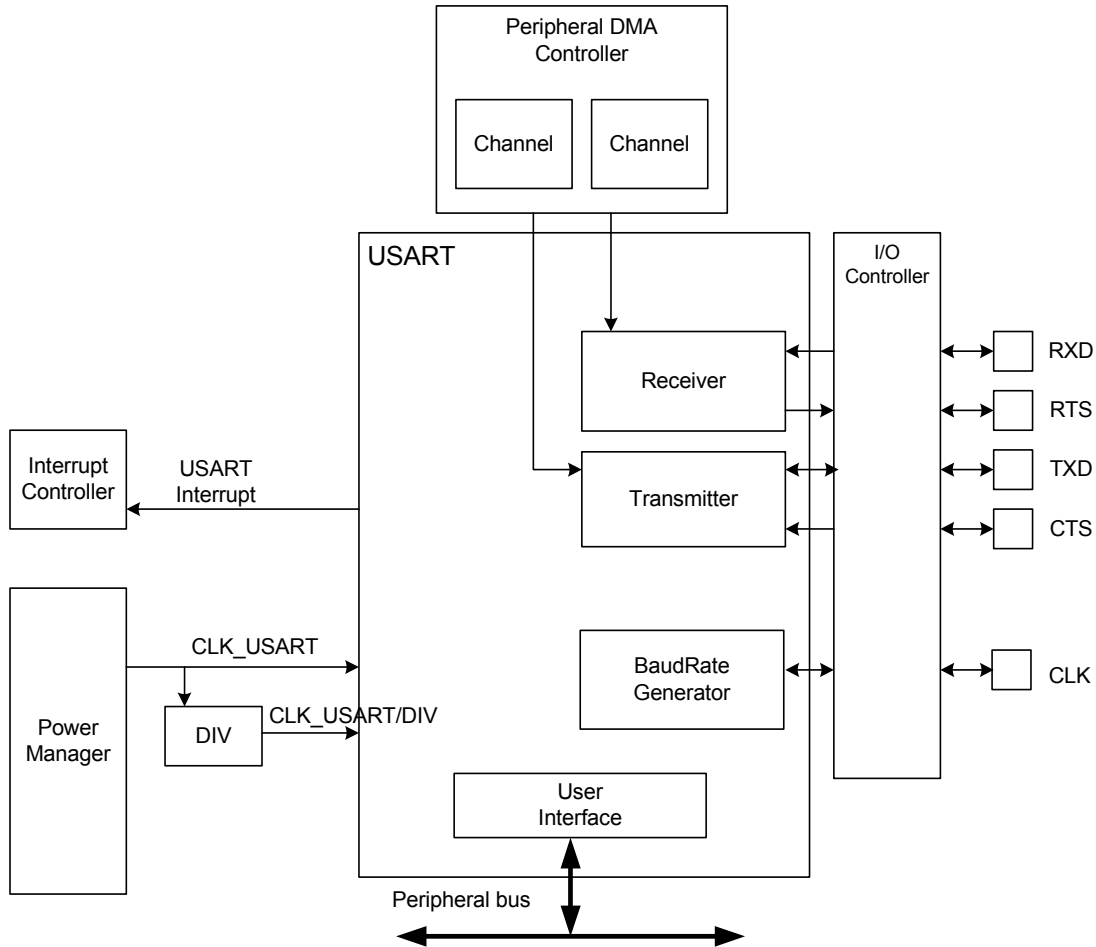 Peripheral DMA
Controller
Channel
Channel
USART
I/O
Controller
Receiver
RXD
RTS
Interrupt
Controller
USART
Interrupt
Transmitter
TXD
CTS
CLK_USART
BaudRate
Generator
CLK
Power
Manager
DIV
CLK_USART/DIV
User
Interface
Peripheral bus